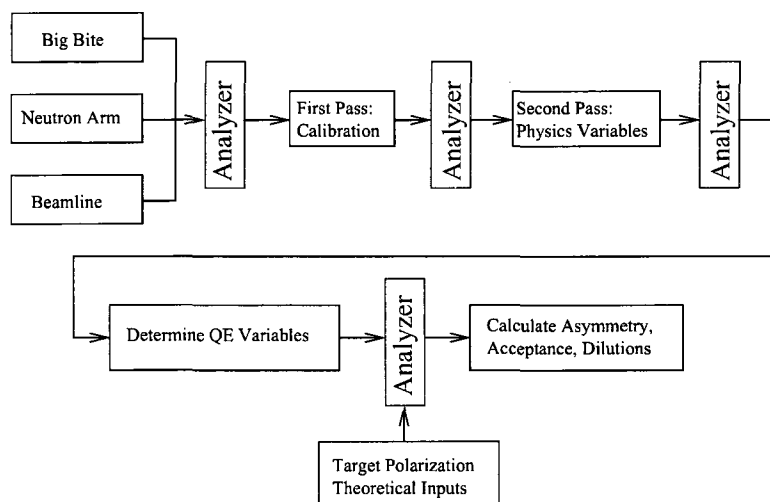 Big Bite
Neutron Arm
Beamline
Analyzer
First Pass:
Calibration
Analyzer
Second Pass:
Physics Variables
Analyzer
Determine QE Variables
Analyzer
Calculate Asymmetry,
Acceptance, Dilutions
Target Polarization
Theoretical Inputs